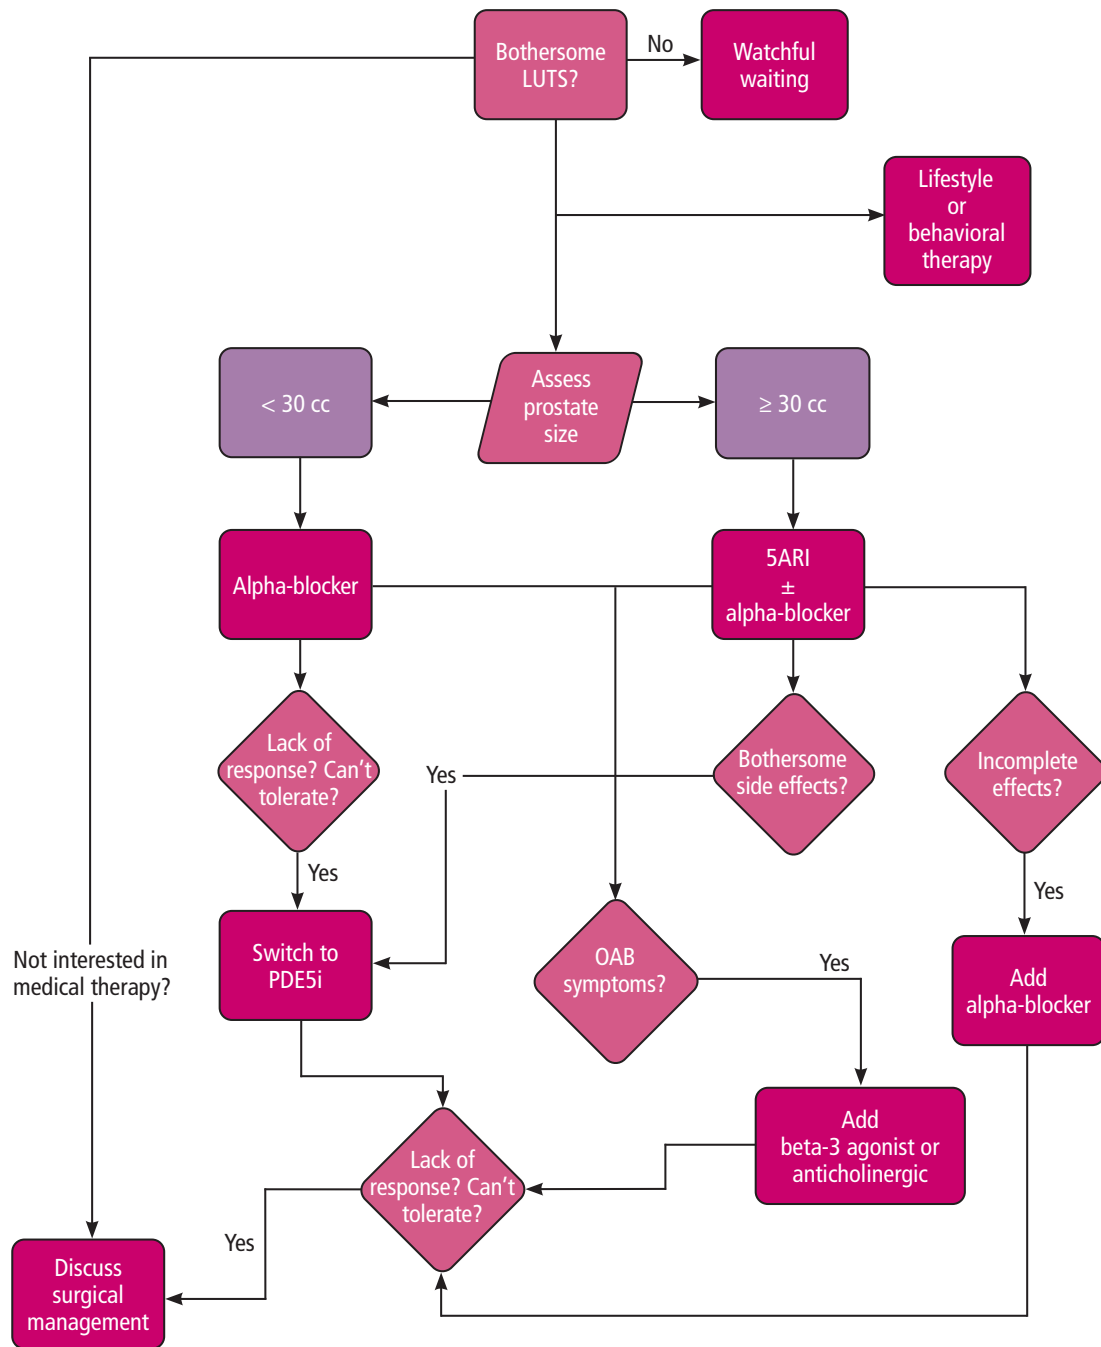 Bothersome
LUTS?
No
Watchful
waiting
Lifestyle
or
behavioral
therapy
Assess
prostate
size
< 30 cc
≥ 30 cc
Alpha-blocker
5ARI
±
alpha-blocker
Lack of
response? Can't
tolerate?
Yes
Bothersome
side effects?
Incomplete
effects?
Yes
Yes
Switch to
PDE5i
OAB
symptoms?
Yes
Add
alpha-blocker
Not interested in
medical therapy?
Add
beta-3 agonist or
anticholinergic
Lack of
response? Can't
tolerate?
Yes
Discuss
surgical
management